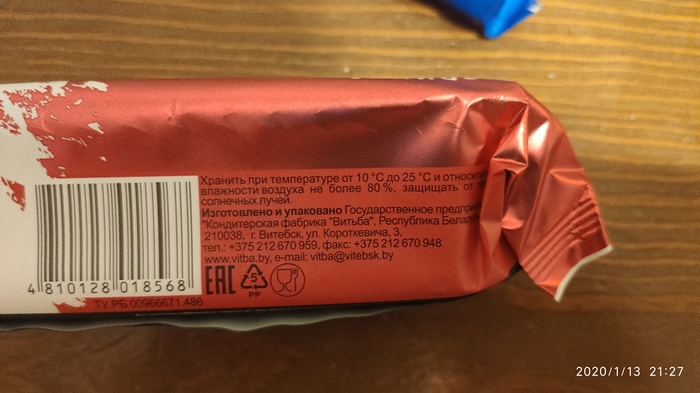 Хранить при температуре от 10 °С до 25 °С и
влажности воздуха не более 80 %, защищать от
солнечных лучей.
Изготовлено и упаковано Государственное
"Кондитерская фабрика "Витьба", Республика
210038, г. Витебск, ул. Короткевича, 3,
тел.: +375 212 670 959, факс: +375 212 670 948.
www.vitba.by, e-mail: vitba@vitebsk.by
EAC 5 PP
4 810128 018568
ТУ РБ 00966671.486
2020/1/13 21:27